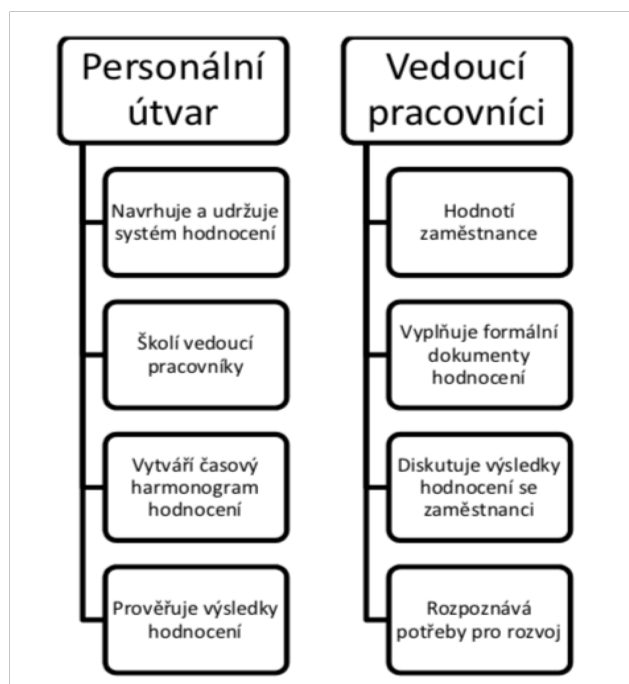 Personální
útvar
Navrhuje a udržuje
systém hodnocení
Školí vedoucí
pracovníky
Vytváří časový
harmonogram
hodnocení
Prověřuje výsledky
hodnocení
Vedoucí
pracovníci
Hodnotí
zaměstnance
Vyplňuje formální
dokumenty
hodnocení
Diskutuje výsledky
hodnocení se
zaměstnanci
Rozpoznává
potřeby pro rozvoj